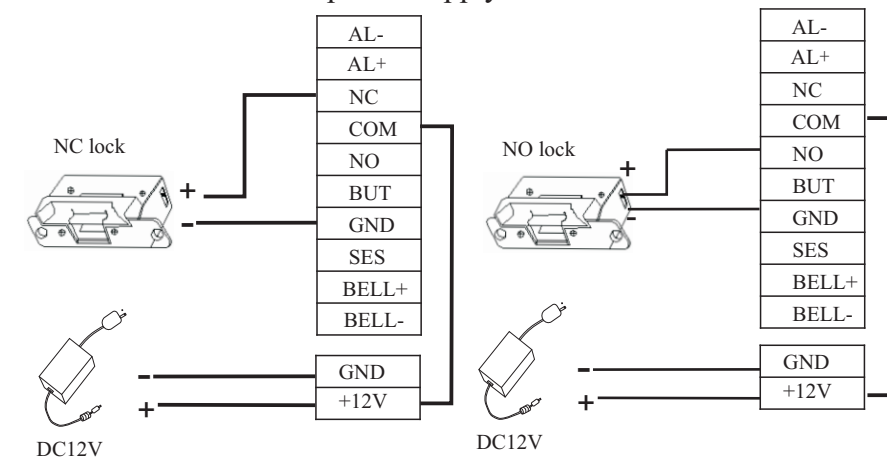 AL-
AL+
NC
COM
NO
BUT
GND
SES
BELL+
BELL-
GND
+12V
NC lock
+
-
-
+
DC12V
AL-
AL+
NC
COM
NO
BUT
GND
SES
BELL+
BELL-
GND
+12V
NO lock
+
-
-
+
DC12V